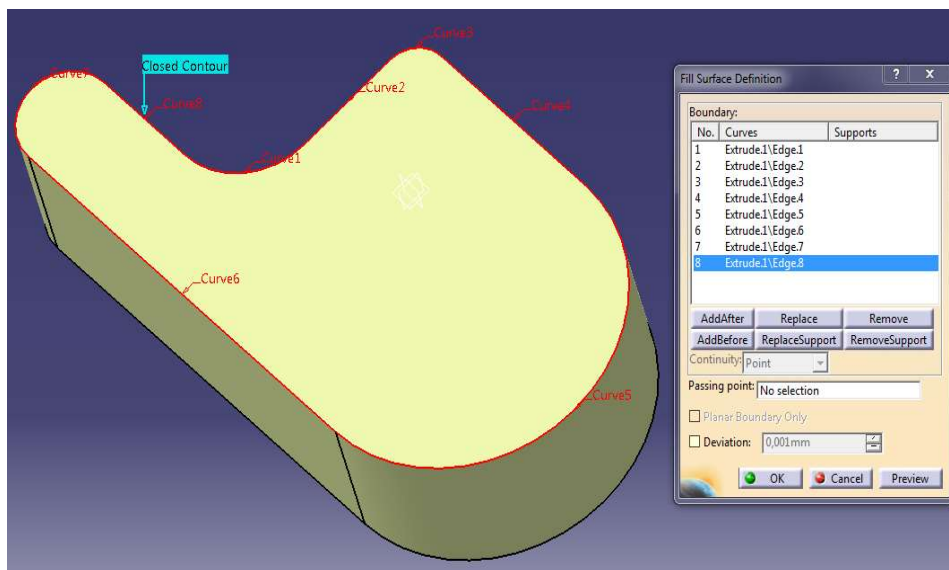 Curve3
Closed Contour
Curve7
Curve2
Curve8
Curve4
Curve1
Curve6
Curve5
Fill Surface Definition
? X
Boundary:
No. Curves Supports
1 Extrude.1\Edge.1
2 Extrude.1\Edge.2
3 Extrude.1\Edge.3
4 Extrude.1\Edge.4
5 Extrude.1\Edge.5
6 Extrude.1\Edge.6
7 Extrude.1\Edge.7
8 Extrude.1\Edge.8
AddAfter Replace Remove
AddBefore ReplaceSupport RemoveSupport
Continuity: Point
Passing point: No selection
Planar Boundary Only
Deviation: 0,001mm
OK Cancel Preview